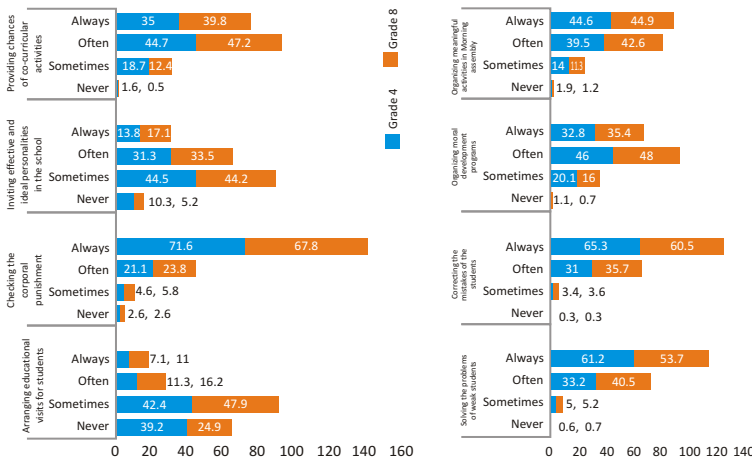 Providing chances
of co-curricular
activities
Always 35 39.8
Often 44.7 47.2
Sometimes 18.7 12.4
Never 1.6, 0.5
Inviting effective and
ideal personalities
in the school
Always 13.8 17.1
Often 31.3 33.5
Sometimes 44.5 44.2
Never 10.3, 5.2
Checking the
corporal
punishment
Always 71.6 67.8
Often 21.1 23.8
Sometimes 4.6, 5.8
Never 2.6, 2.6
Arranging educational
visits for students
Always 7.1, 11
Often 11.3, 16.2
Sometimes 42.4 47.9
Never 39.2 24.9
0 20 40 60 80 100 120 140 160
Grade 8
Grade 4
Organizing meaningful
activities in Morning
assembly
Always 44.6 44.9
Often 39.5 42.6
Sometimes 14 113
Never 1.9, 1.2
Organizing moral
development
programs
Always 32.8 35.4
Often 46 48
Sometimes 20.1 16
Never 1.1, 0.7
Correcting the
mistakes of the
students
Always 65.3 60.5
Often 31 35.7
Sometimes 3.4, 3.6
Never 0.3, 0.3
Solving the problems
of weak students
Always 61.2 53.7
Often 33.2 40.5
Sometimes 5, 5.2
Never 0.6, 0.7
0 20 40 60 80 100 120 140